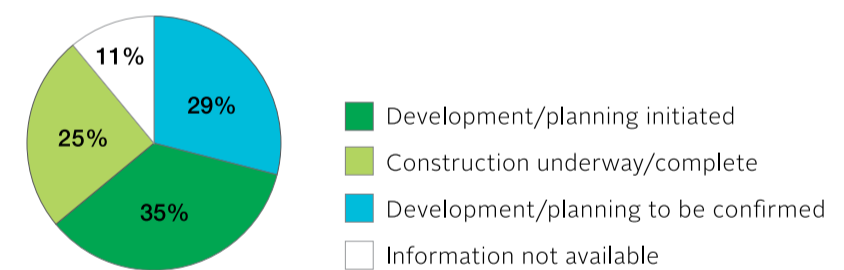 11%
29%
25%
35%
Development/planning initiated
Construction underway/complete
Development/planning to be confirmed
Information not available